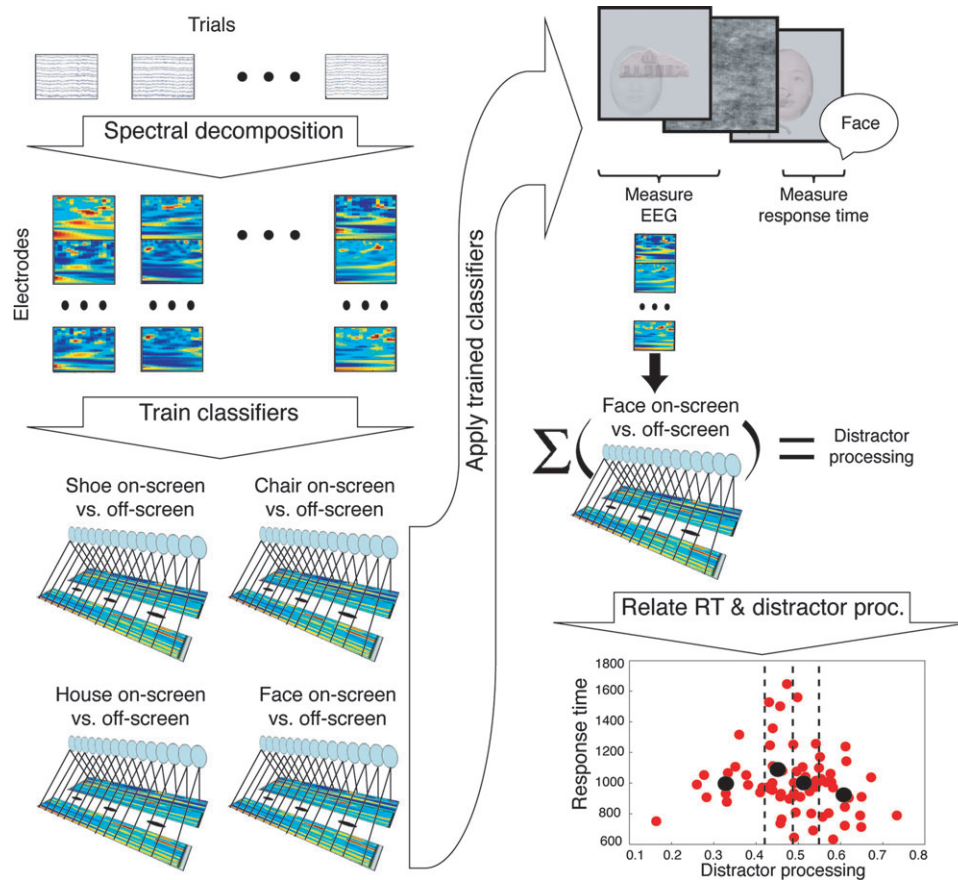 Trials
Spectral decomposition
Electrodes
Train classifiers
Shoe on-screen
vs. off-screen
Chair on-screen
vs. off-screen
House on-screen
vs. off-screen
Face on-screen
vs. off-screen
Apply trained classifiers
Face
Measure
EEG
Measure
response time
Face on-screen
vs. off-screen
Σ ( ) =
Distractor
processing
Relate RT & distractor proc.
Response time
1800
1600
1400
1200
1000
800
600
0.1 0.2 0.3 0.4 0.5 0.6 0.7 0.8
Distractor processing